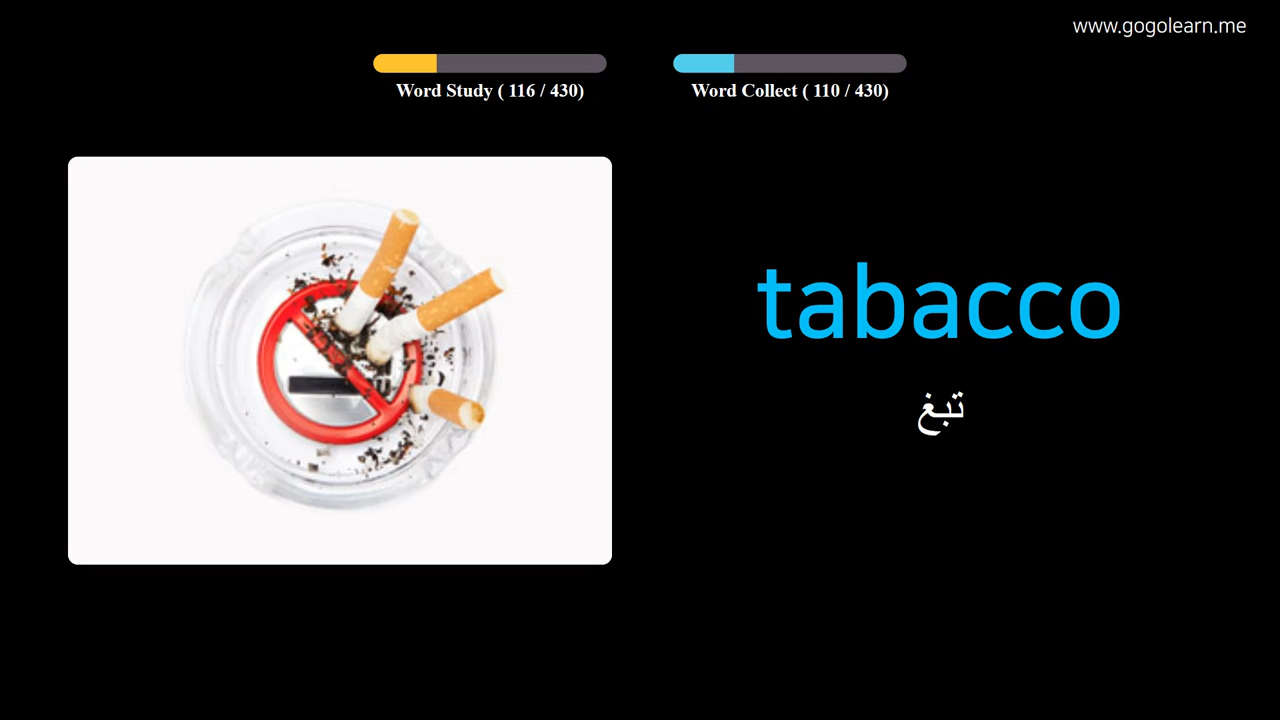 www.gogolearn.me
Word Study ( 116 / 430)
Word Collect ( 110 / 430)
tabacco
تبغ